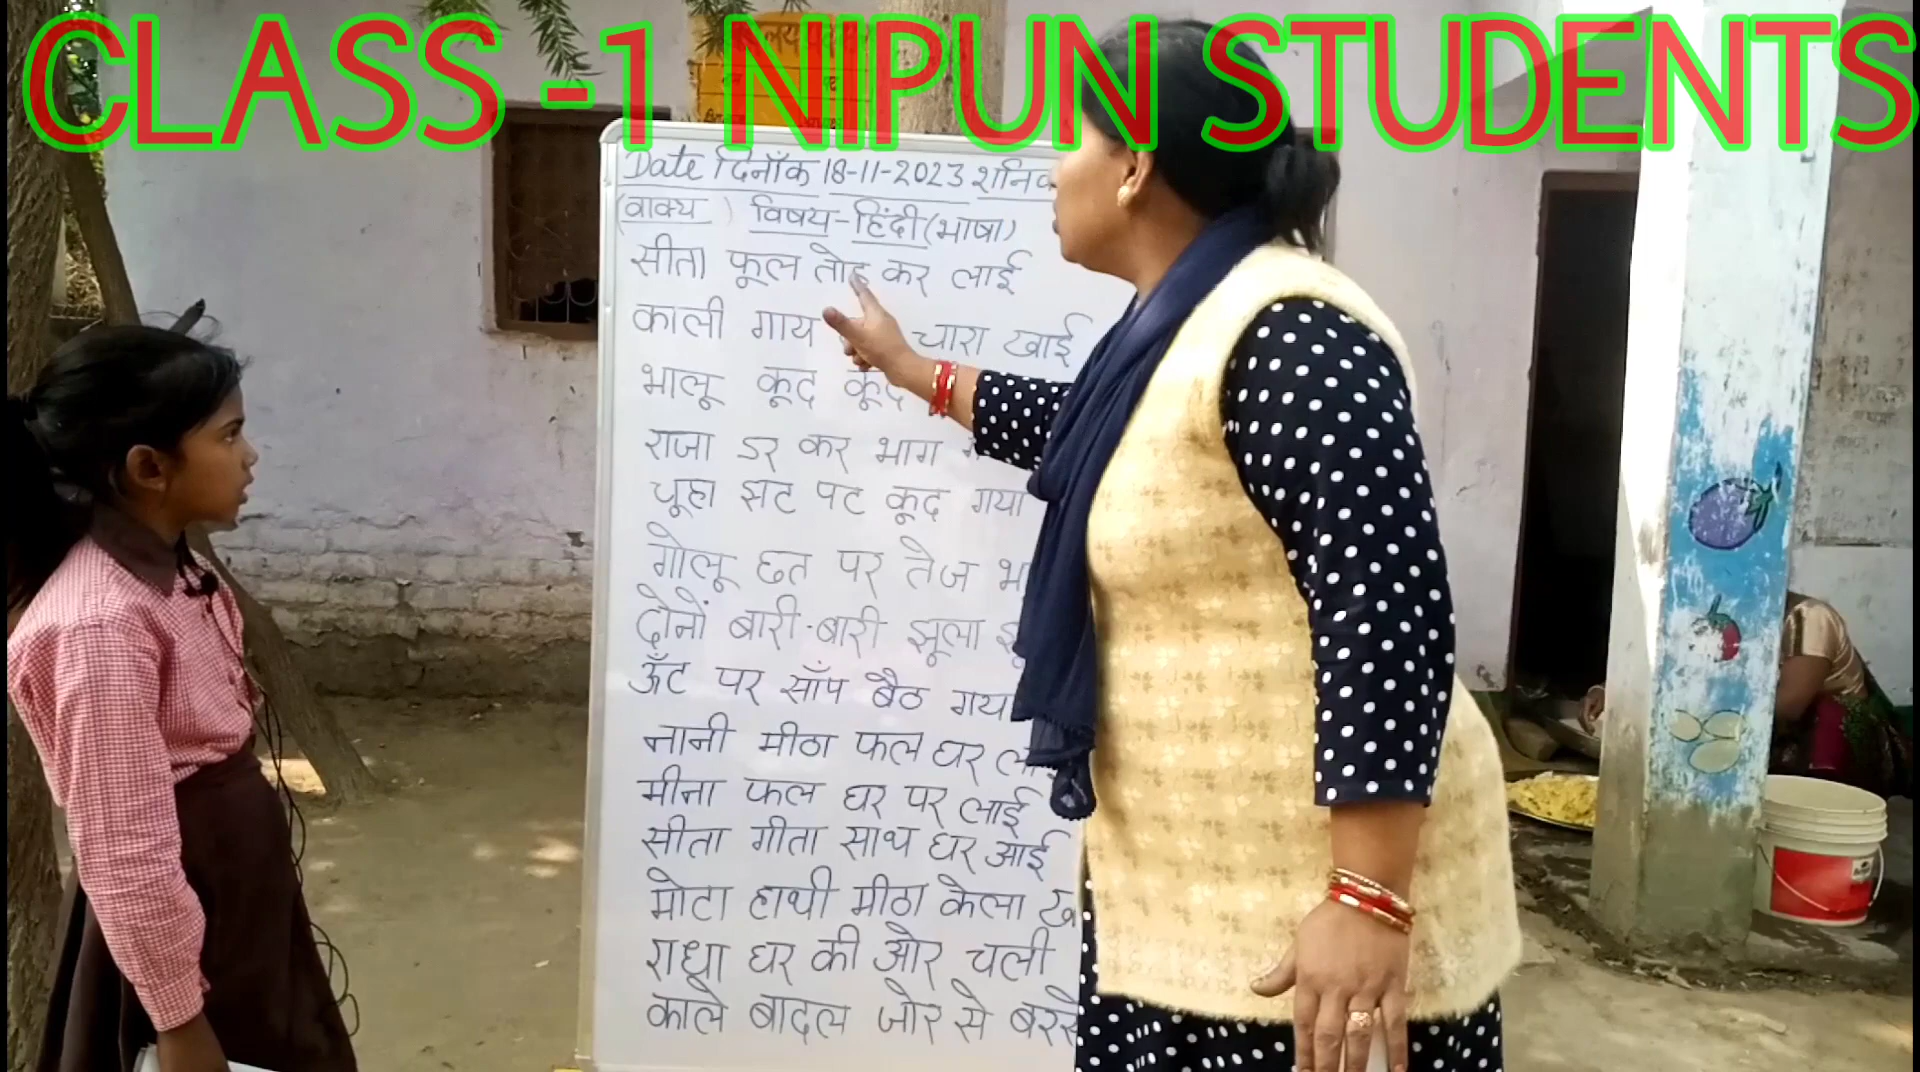 CLASS -1 NIPUN STUDENTS
Date दिनाँक 18-11-2023
(वाक्य) विषय-हिंदी (भाषा)
सीता फूल तोड़ कर लाई
काली गाय चारा खाई
भालू कूद कूद
राजा डर कर भाग
चूहा झट पट कूद गया
गोलू छत पर तेज
दोनों बारी-बारी झूला
ऊँट पर साँप बैठ गया
नानी मीठा फल घर
मीना फल घर पर लाई
सीता गीता साथ घर आई
मोटा हाथी मीठा केला
राधा घर की ओर चली
काले बादल जोर से